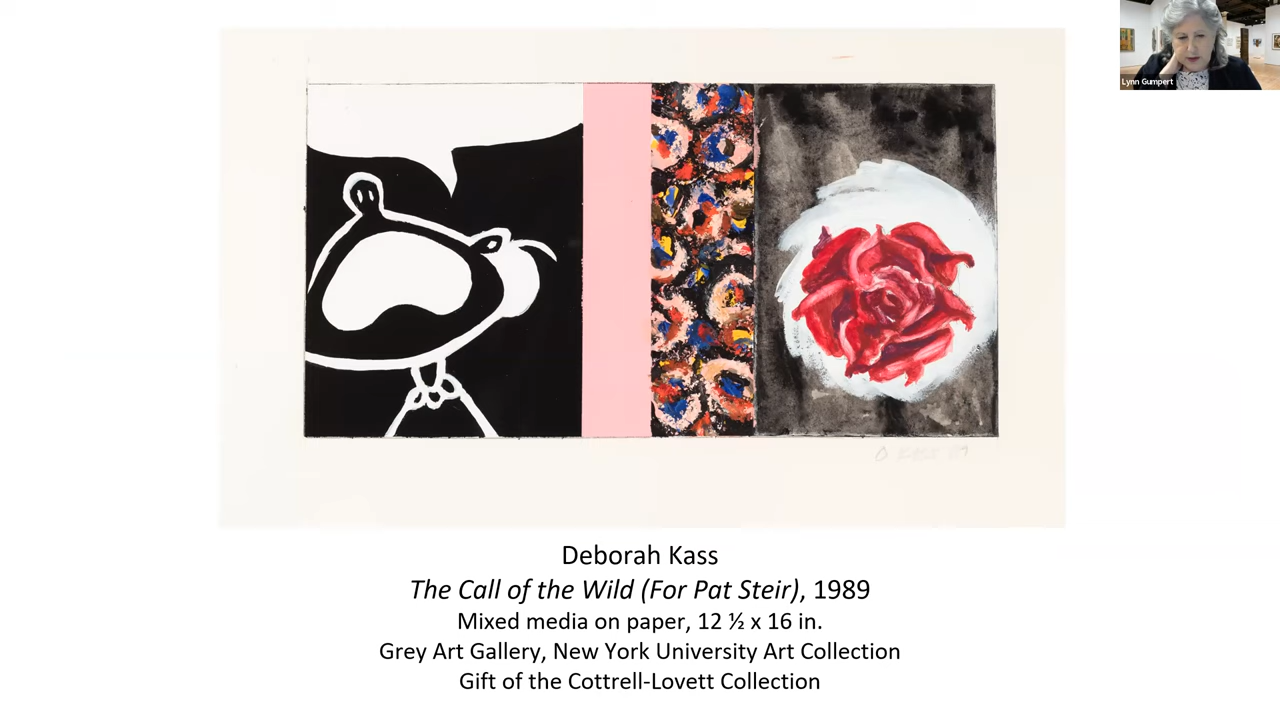 Lynn Gumpert
Deborah Kass
The Call of the Wild (For Pat Steir), 1989
Mixed media on paper, 12 ½ x 16 in.
Grey Art Gallery, New York University Art Collection
Gift of the Cottrell-Lovett Collection